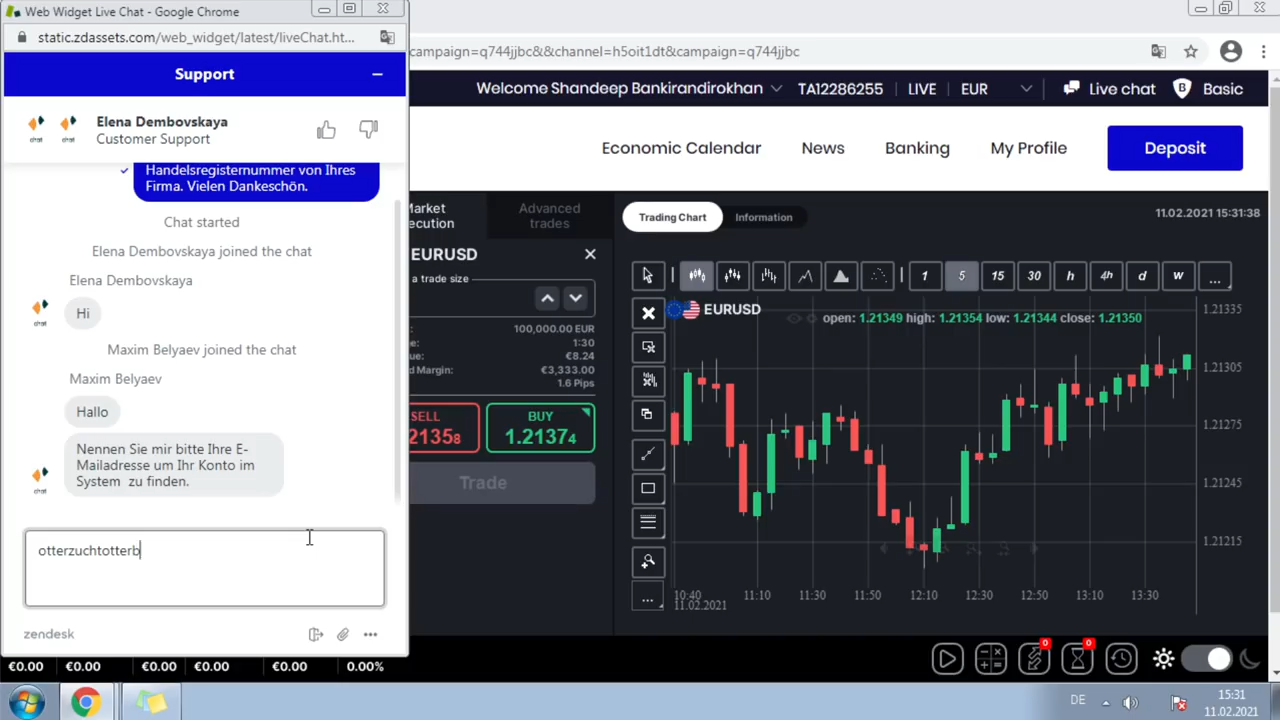 Web Widget Live Chat - Google Chrome
static.zdassets.com/web_widget/latest/liveChat.ht...
Support
Elena Dembovskaya
Customer Support
chat
chat
Handelsregisternummer von Ihres
Firma. Vielen Dankeschön.
Chat started
Elena Dembovskaya joined the chat
Elena Dembovskaya
Hi
chat
Maxim Belyaev joined the chat
Maxim Belyaev
Hallo
Nennen Sie mir bitte Ihre E-
Mailadresse um Ihr Konto im
System zu finden.
chat
otterzuchtotterb
zendesk
campaign=q744jjbc&&channel=h5oit1dt&campaign=q744jjbc
Welcome Shandeep Bankirandirokhan
TA12286255
LIVE
EUR
Live chat
B
Basic
Economic Calendar
News
Banking
My Profile
Deposit
Market
ecution
Advanced
trades
Trading Chart
Information
11.02.2021 15:31:38
EURUSD
a trade size
100,000.00 EUR
e: 1:30
ue: €8.24
d Margin: €3,333.00
1.6 Pips
SELL
21358
BUY
1.21374
Trade
1 5 15 30 h 4h d w ...
EURUSD
open: 1.21349 high: 1.21354 low: 1.21344 close: 1.21350
1.21335
1.21305
1.21275
1.21245
1.21215
10:40 11:10 11:30 11:50 12:10 12:30 12:50 13:10 13:30
11.02.2021
...
€0.00 €0.00 €0.00 €0.00 €0.00 0.00%
0
0
DE
15:31
11.02.2021